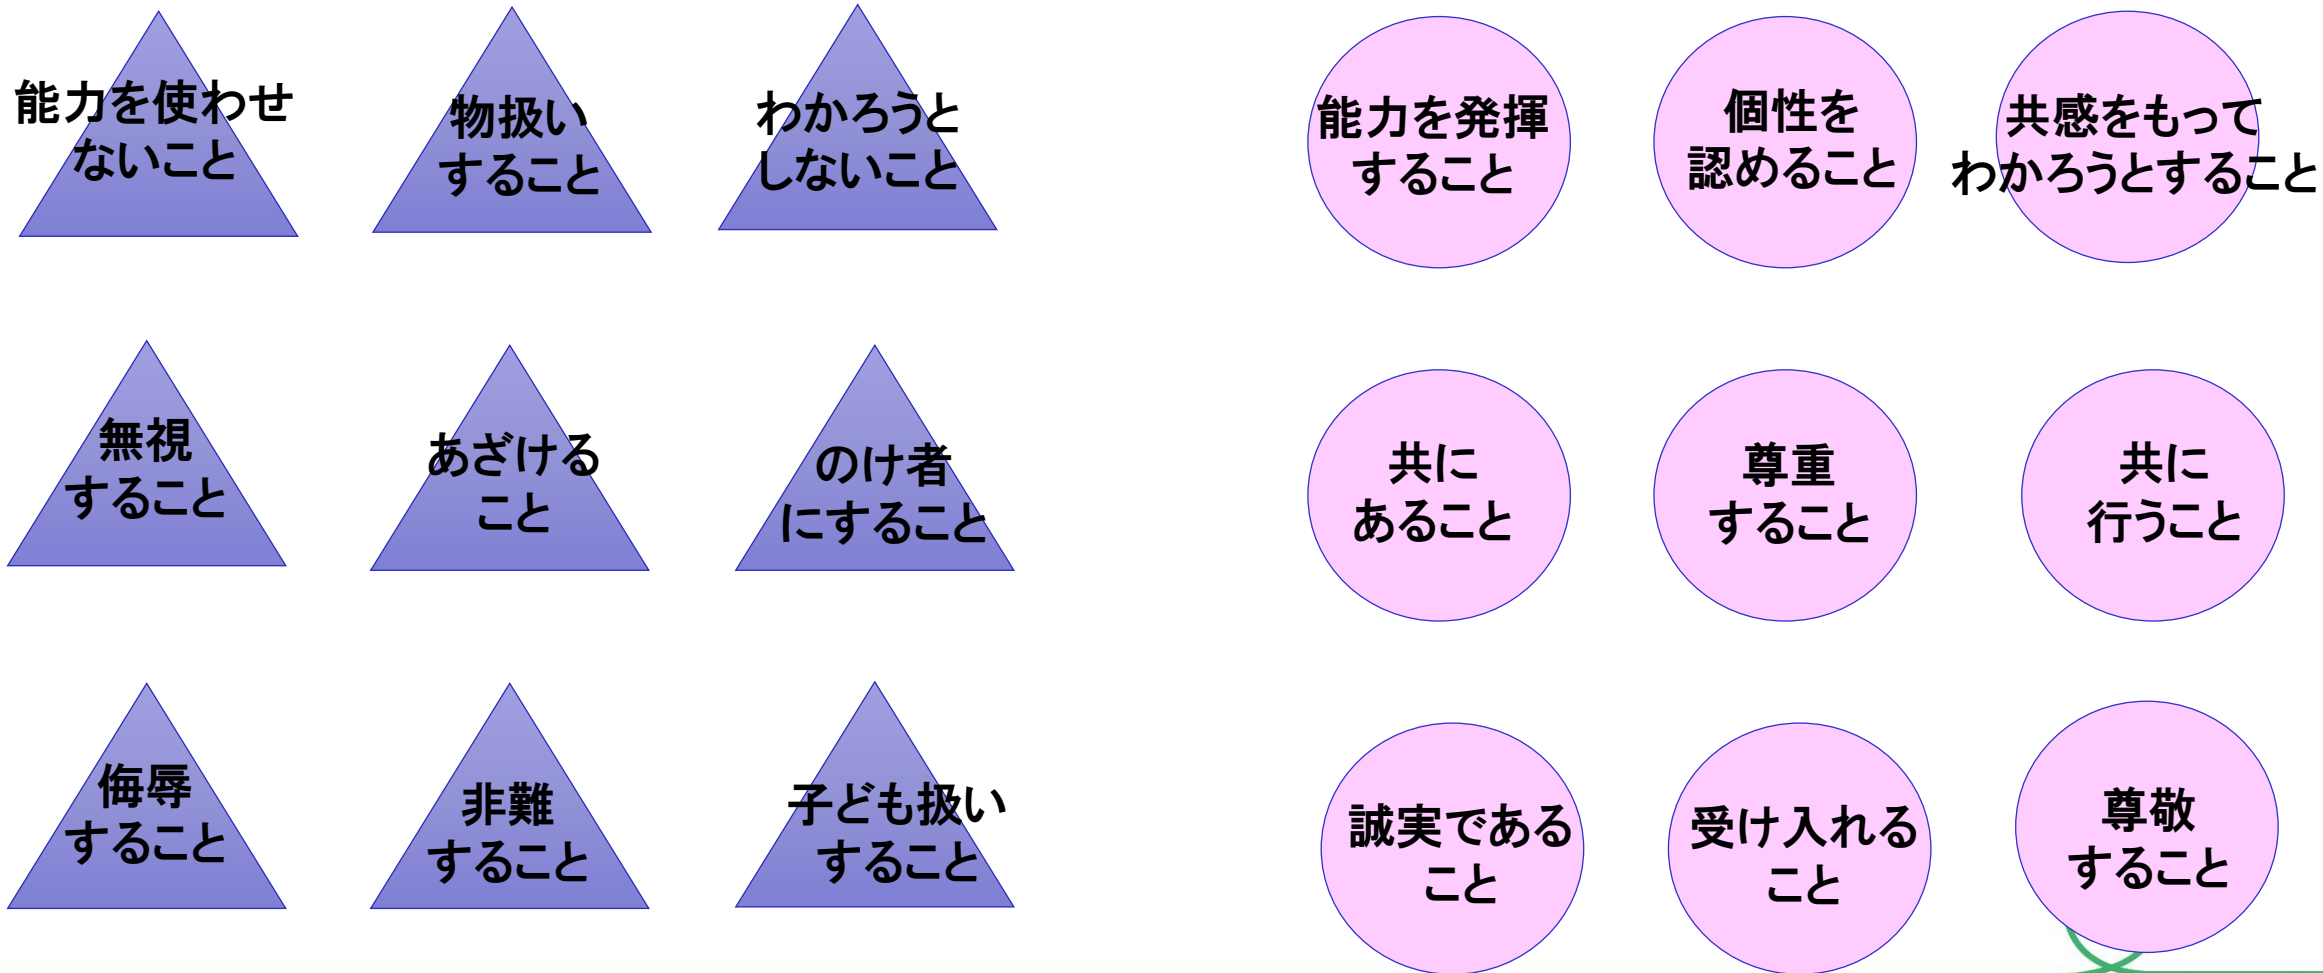 能力を使わせ
ないこと
物扱い
すること
わかろうと
しないこと
能力を発揮
すること
個性を
認めること
共感をもって
わかろうとすること
無視
すること
あざける
こと
のけ者
にすること
共に
あること
尊重
すること
共に
行うこと
侮辱
すること
非難
すること
子ども扱い
すること
誠実である
こと
受け入れる
こと
尊敬
すること